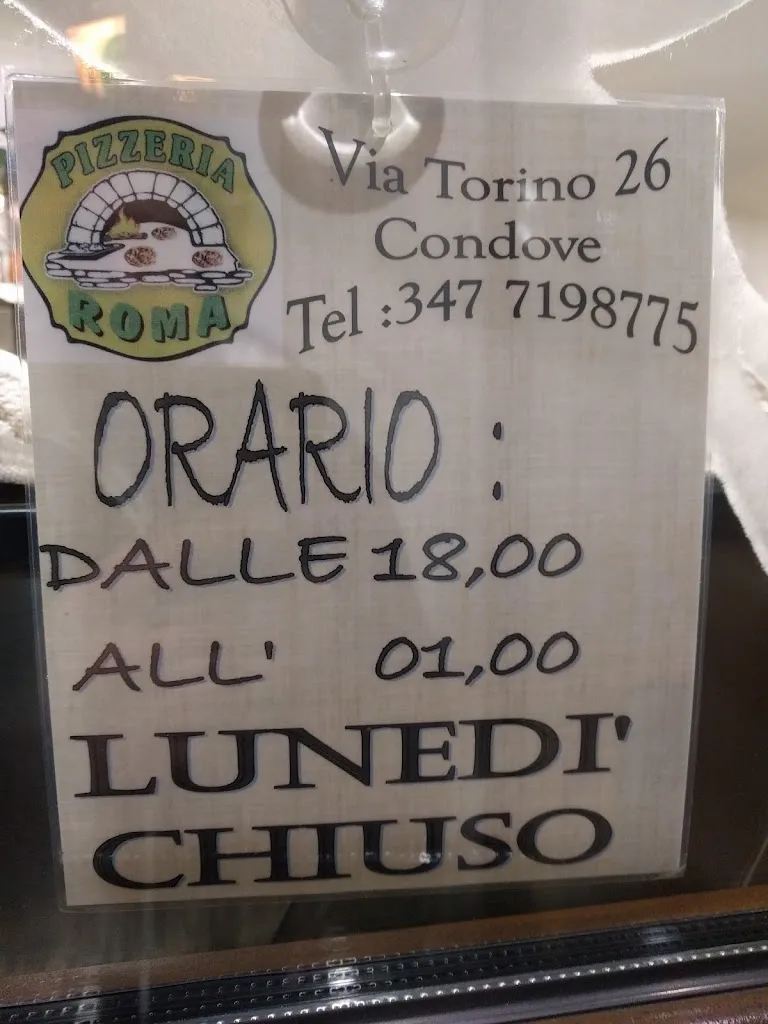 PIZZERIA
ROMA
Via Torino 26
Condove
Tel :347 7198775
ORARIO :
DALLE 18,00
ALL' 01,00
LUNEDI'
CHIUSO